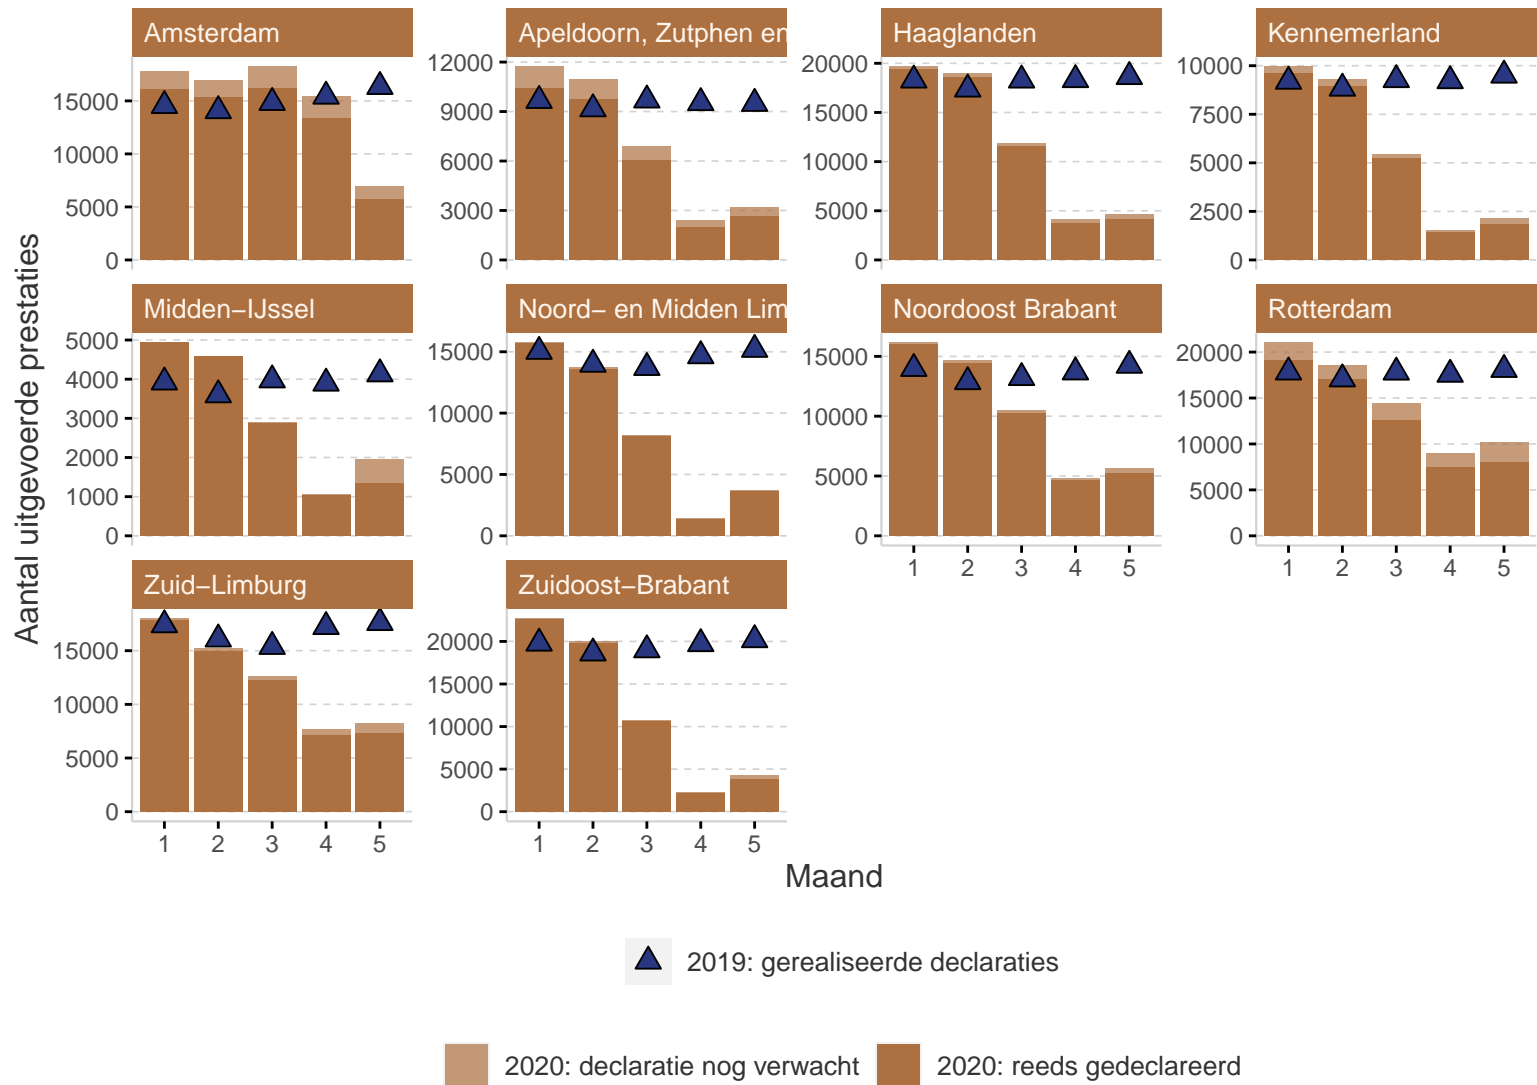 Aantal uitgevoerde prestaties
Amsterdam
15000
10000
5000
0
Apeldoorn, Zutphen en
12000
9000
6000
3000
0
Haaglanden
20000
15000
10000
5000
0
Kennemerland
10000
7500
5000
2500
0
Midden−IJssel
5000
4000
3000
2000
1000
0
Noord− en Midden Lim
15000
10000
5000
0
Noordoost Brabant
15000
10000
5000
0
1 2 3 4 5
Rotterdam
20000
15000
10000
5000
0
1 2 3 4 5
Zuid−Limburg
15000
10000
5000
0
1 2 3 4 5
Zuidoost−Brabant
20000
15000
10000
5000
0
1 2 3 4 5
Maand
2019: gerealiseerde declaraties
2020: declaratie nog verwacht
2020: reeds gedeclareerd